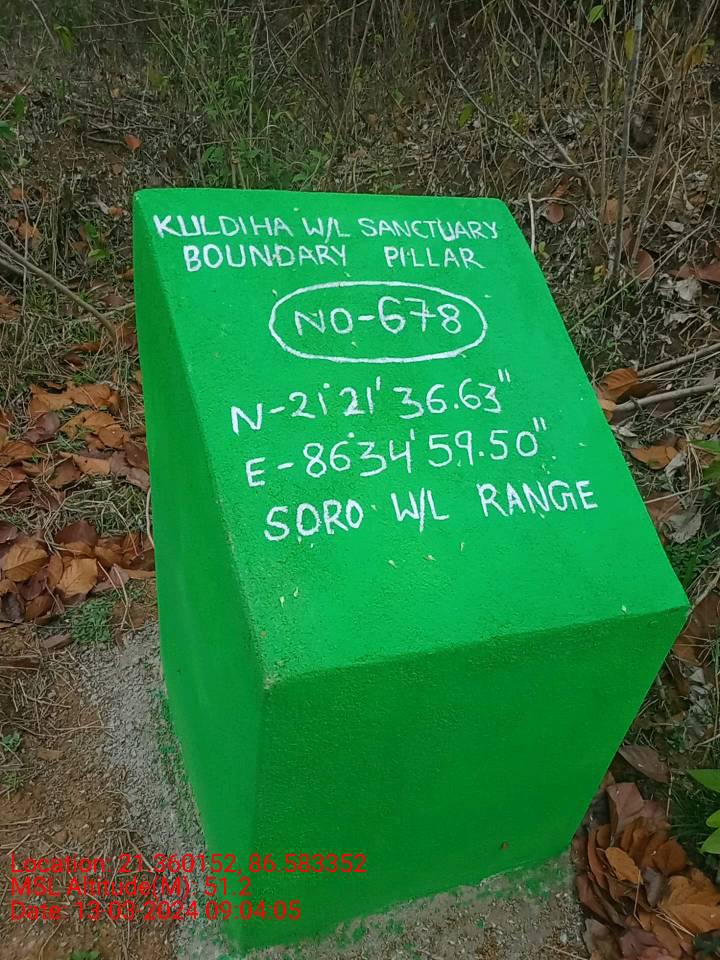 KULDIHA W/L SANCTUARY
BOUNDARY PILLAR
NO-678
N-21°21'36.63"
E-86°34'59.50"
SORO W/L RANGE
Location: 21.360152, 86.583352
MSL Altitude(M): 51.2
Date: 13-03-2024 09:04:05